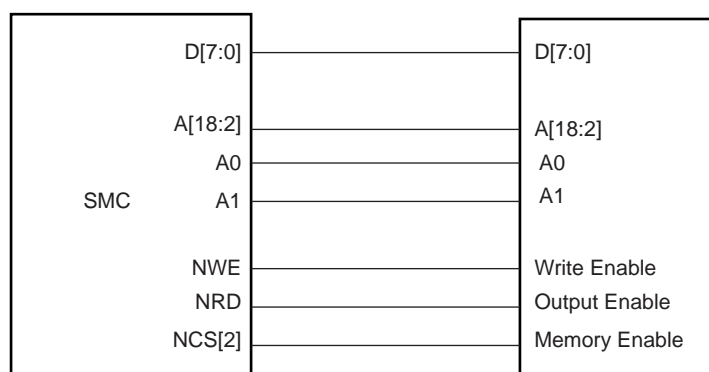 D[7:0] D[7:0]
A[18:2] A[18:2]
A0 A0
SMC A1 A1
NWE Write Enable
NRD Output Enable
NCS[2] Memory Enable